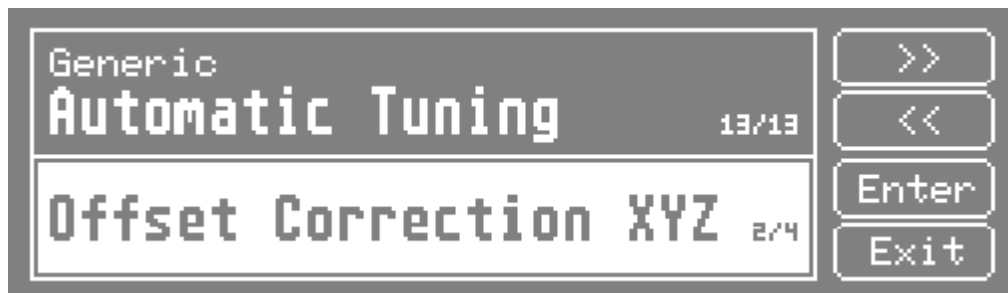 Generic
Automatic Tuning 13/13
Offset Correction XYZ 2/4
>>
<<
Enter
Exit